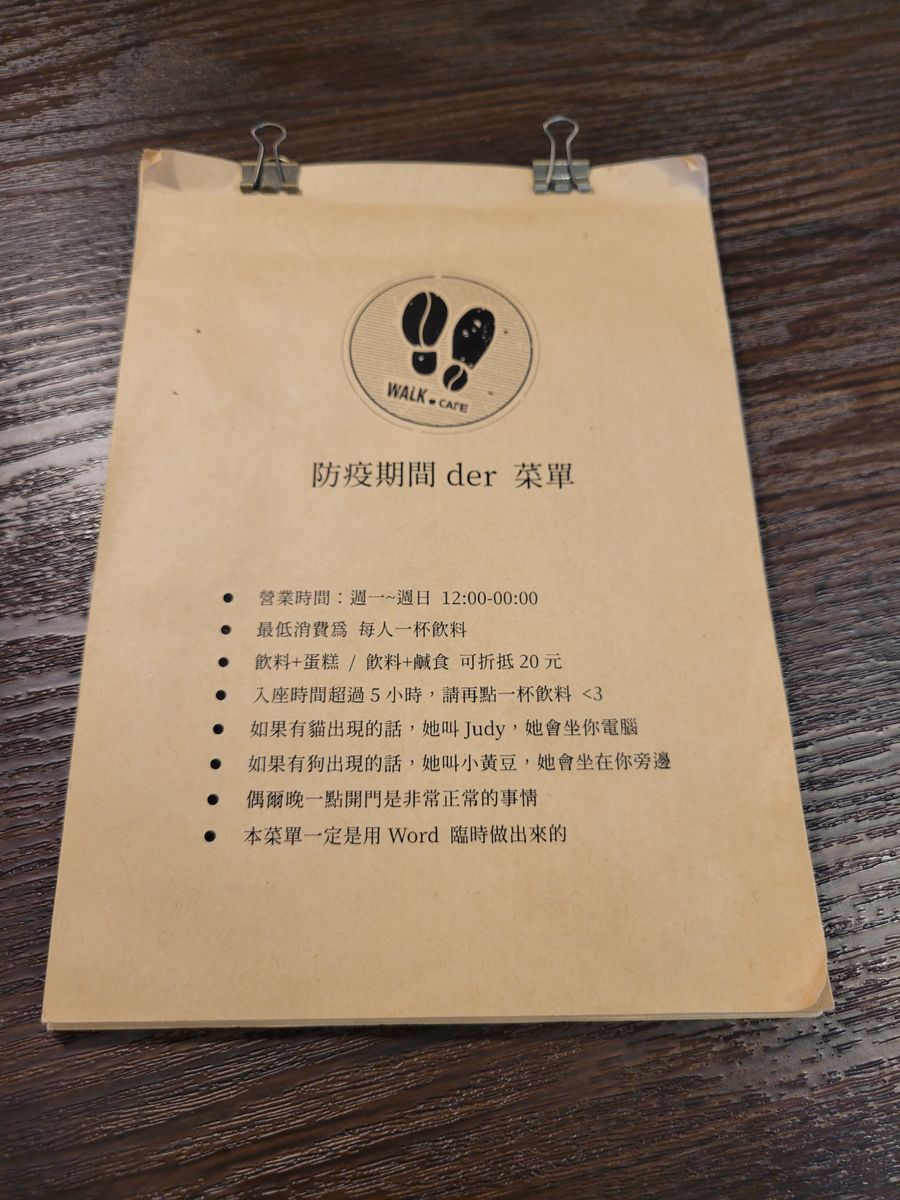 WALK CAFE
防疫期間 der 菜單
● 營業時間：週一~週日 12:00-00:00
● 最低消費爲 每人一杯飲料
● 飲料+蛋糕 / 飲料+鹹食 可折抵 20 元
● 入座時間超過 5 小時，請再點一杯飲料 <3
● 如果有貓出現的話，她叫 Judy，她會坐你電腦
● 如果有狗出現的話，她叫小黃豆，她會坐在你旁邊
● 偶爾晚一點開門是非常正常的事情
● 本菜單一定是用 Word 臨時做出來的